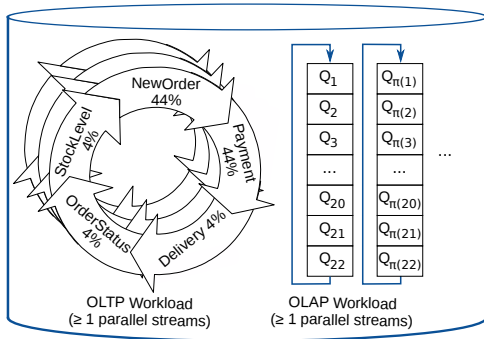 NewOrder
44%
Payment
44%
Delivery 4%
OrderStatus
4%
StockLevel
4%
OLTP Workload
(≥ 1 parallel streams)
Q1
Q2
Q3
...
Q20
Q21
Q22
Qπ(1)
Qπ(2)
Qπ(3)
...
Qπ(20)
Qπ(21)
Qπ(22)
...
OLAP Workload
(≥ 1 parallel streams)